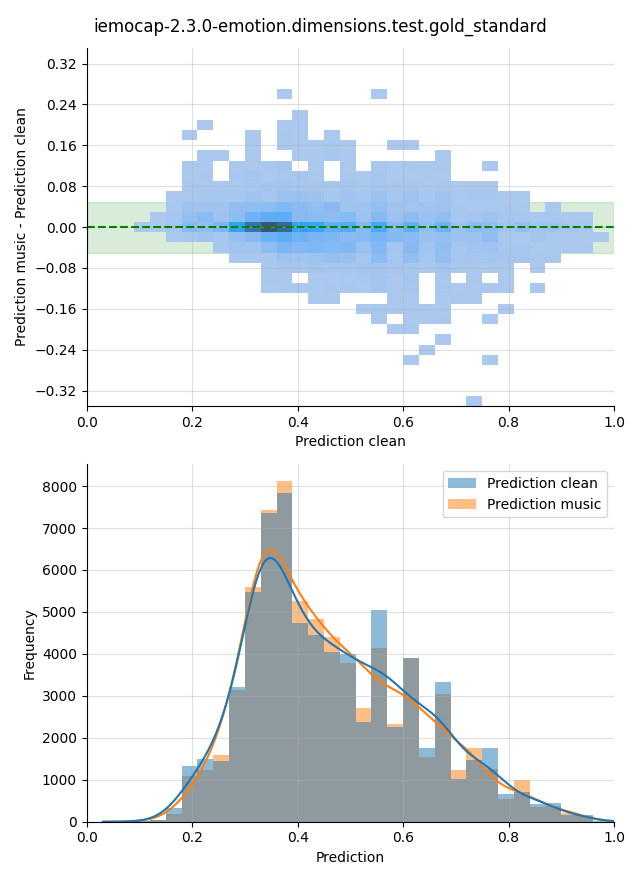 iemocap-2.3.0-emotion.dimensions.test.gold_standard
0.32
0.24
0.16
0.08
0.00
−0.08
−0.16
−0.24
−0.32
Prediction music - Prediction clean
0.0 0.2 0.4 0.6 0.8 1.0
Prediction clean
8000
7000
6000
5000
4000
3000
2000
1000
0
Frequency
Prediction clean
Prediction music
0.0 0.2 0.4 0.6 0.8 1.0
Prediction